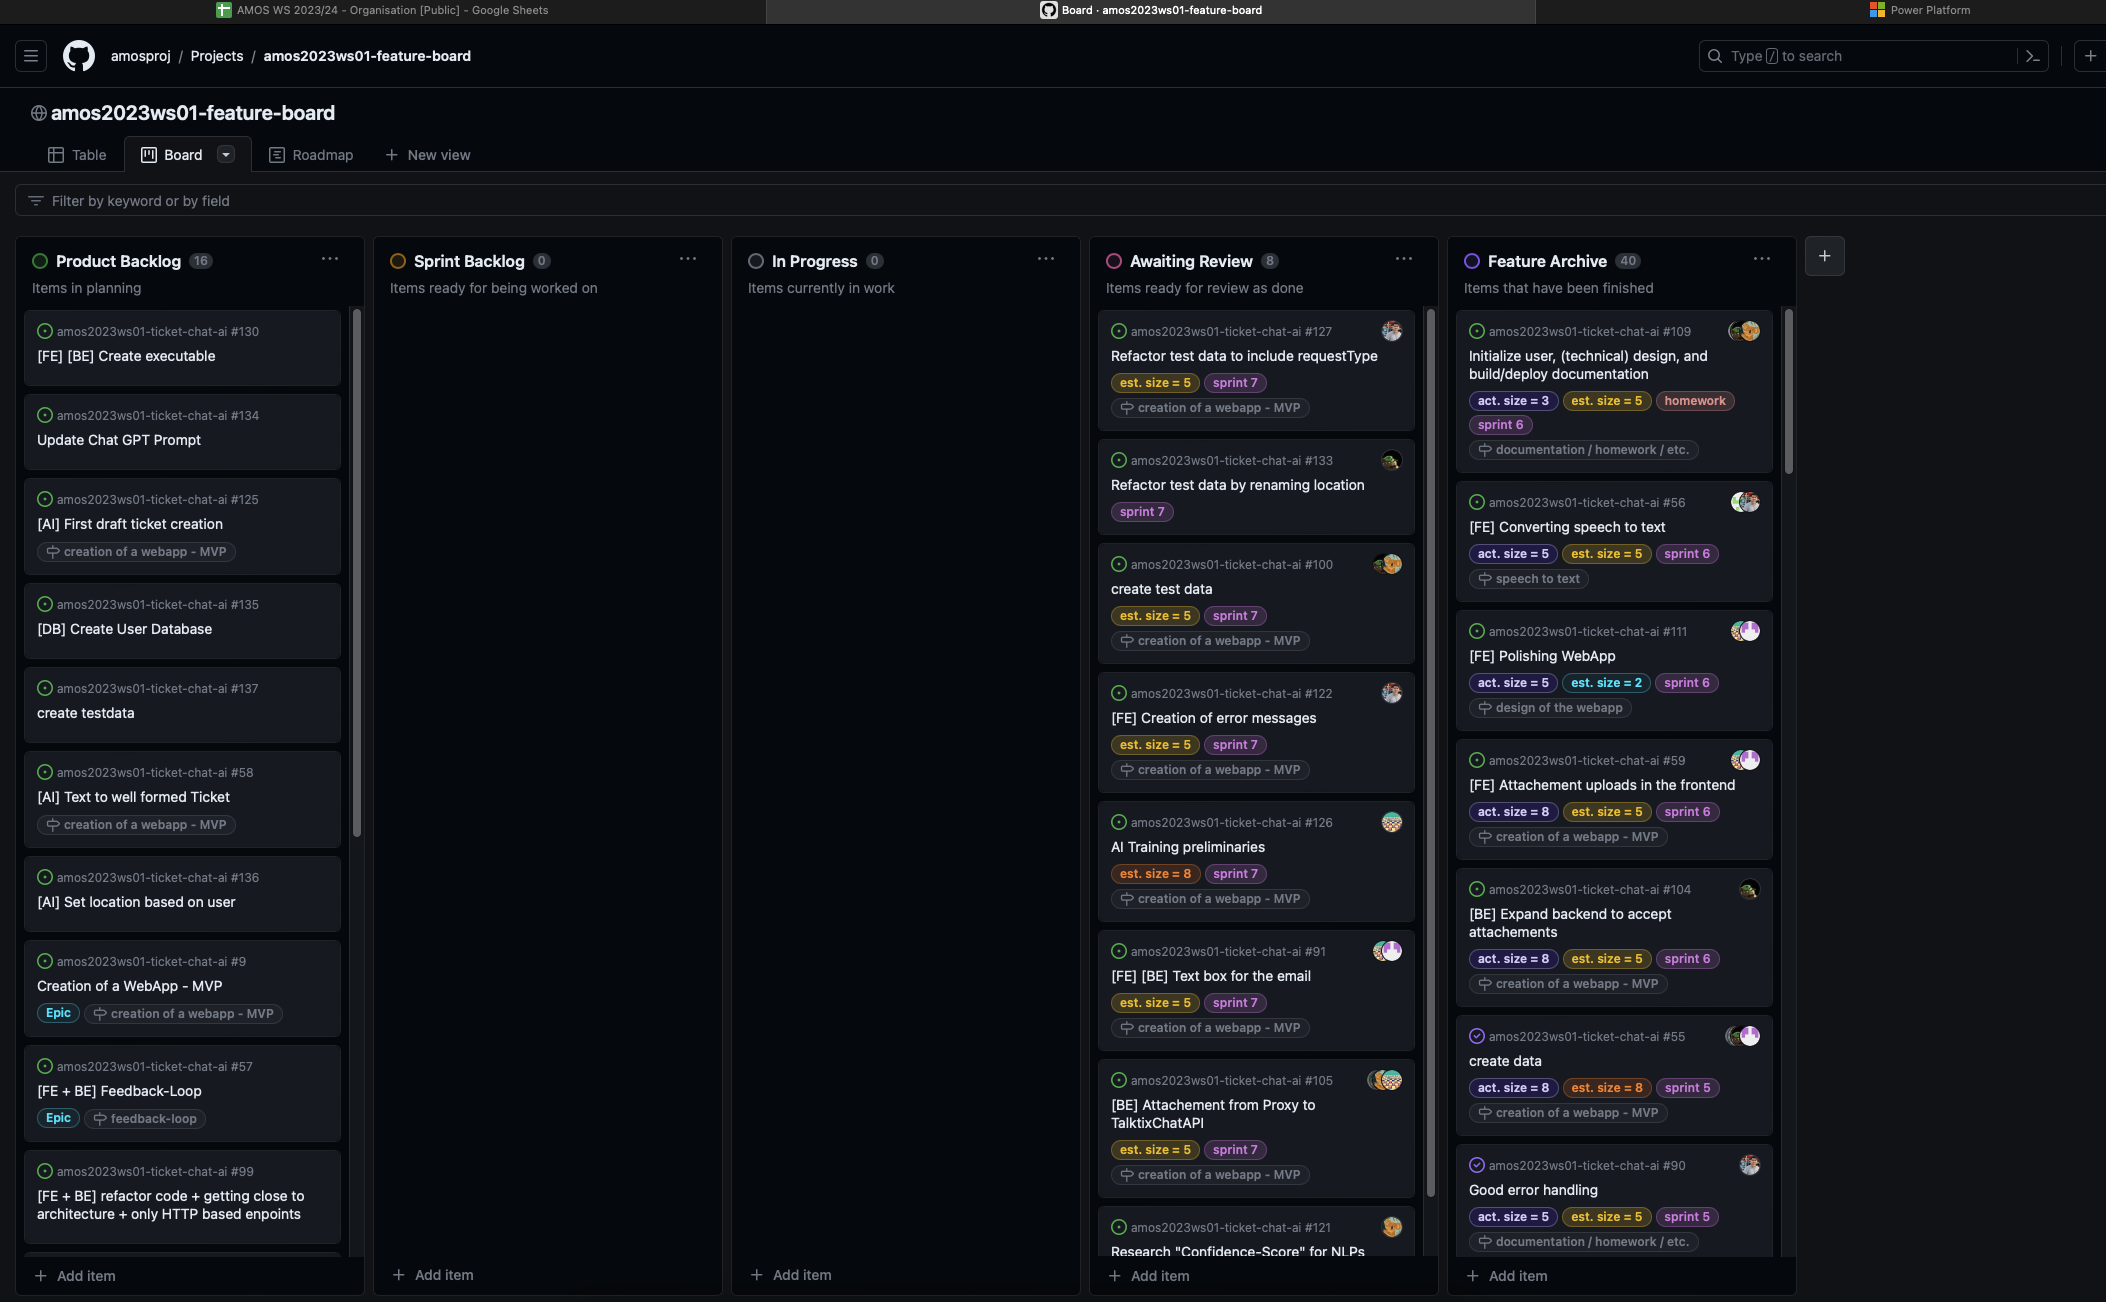 AMOS WS 2023/24 - Organisation [Public] - Google Sheets
Board · amos2023ws01-feature-board
Power Platform
amosproj / Projects / amos2023ws01-feature-board
Type / to search
amos2023ws01-feature-board
Table
Board
Roadmap
New view
Filter by keyword or by field
Product Backlog 16
Items in planning
amos2023ws01-ticket-chat-ai #130
[FE] [BE] Create executable
amos2023ws01-ticket-chat-ai #134
Update Chat GPT Prompt
amos2023ws01-ticket-chat-ai #125
[AI] First draft ticket creation
creation of a webapp - MVP
amos2023ws01-ticket-chat-ai #135
[DB] Create User Database
amos2023ws01-ticket-chat-ai #137
create testdata
amos2023ws01-ticket-chat-ai #58
[AI] Text to well formed Ticket
creation of a webapp - MVP
amos2023ws01-ticket-chat-ai #136
[AI] Set location based on user
amos2023ws01-ticket-chat-ai #9
Creation of a WebApp - MVP
Epic creation of a webapp - MVP
amos2023ws01-ticket-chat-ai #57
[FE + BE] Feedback-Loop
Epic feedback-loop
amos2023ws01-ticket-chat-ai #99
[FE + BE] refactor code + getting close to
architecture + only HTTP based enpoints
Add item
Sprint Backlog 0
Items ready for being worked on
Add item
In Progress 0
Items currently in work
Add item
Awaiting Review 8
Items ready for review as done
amos2023ws01-ticket-chat-ai #127
Refactor test data to include requestType
est. size = 5 sprint 7
creation of a webapp - MVP
amos2023ws01-ticket-chat-ai #133
Refactor test data by renaming location
sprint 7
amos2023ws01-ticket-chat-ai #100
create test data
est. size = 5 sprint 7
creation of a webapp - MVP
amos2023ws01-ticket-chat-ai #122
[FE] Creation of error messages
est. size = 5 sprint 7
creation of a webapp - MVP
amos2023ws01-ticket-chat-ai #126
AI Training preliminaries
est. size = 8 sprint 7
creation of a webapp - MVP
amos2023ws01-ticket-chat-ai #91
[FE] [BE] Text box for the email
est. size = 5 sprint 7
creation of a webapp - MVP
amos2023ws01-ticket-chat-ai #105
[BE] Attachement from Proxy to
TalktixChatAPI
est. size = 5 sprint 7
creation of a webapp - MVP
amos2023ws01-ticket-chat-ai #121
Research "Confidence-Score" for NLPs
Add item
Feature Archive 40
Items that have been finished
amos2023ws01-ticket-chat-ai #109
Initialize user, (technical) design, and
build/deploy documentation
act. size = 3 est. size = 5 homework
sprint 6
documentation / homework / etc.
amos2023ws01-ticket-chat-ai #56
[FE] Converting speech to text
act. size = 5 est. size = 5 sprint 6
speech to text
amos2023ws01-ticket-chat-ai #111
[FE] Polishing WebApp
act. size = 5 est. size = 2 sprint 6
design of the webapp
amos2023ws01-ticket-chat-ai #59
[FE] Attachement uploads in the frontend
act. size = 8 est. size = 5 sprint 6
creation of a webapp - MVP
amos2023ws01-ticket-chat-ai #104
[BE] Expand backend to accept
attachements
act. size = 8 est. size = 5 sprint 6
creation of a webapp - MVP
amos2023ws01-ticket-chat-ai #55
create data
act. size = 8 est. size = 8 sprint 5
creation of a webapp - MVP
amos2023ws01-ticket-chat-ai #90
Good error handling
act. size = 5 est. size = 5 sprint 5
documentation / homework / etc.
Add item